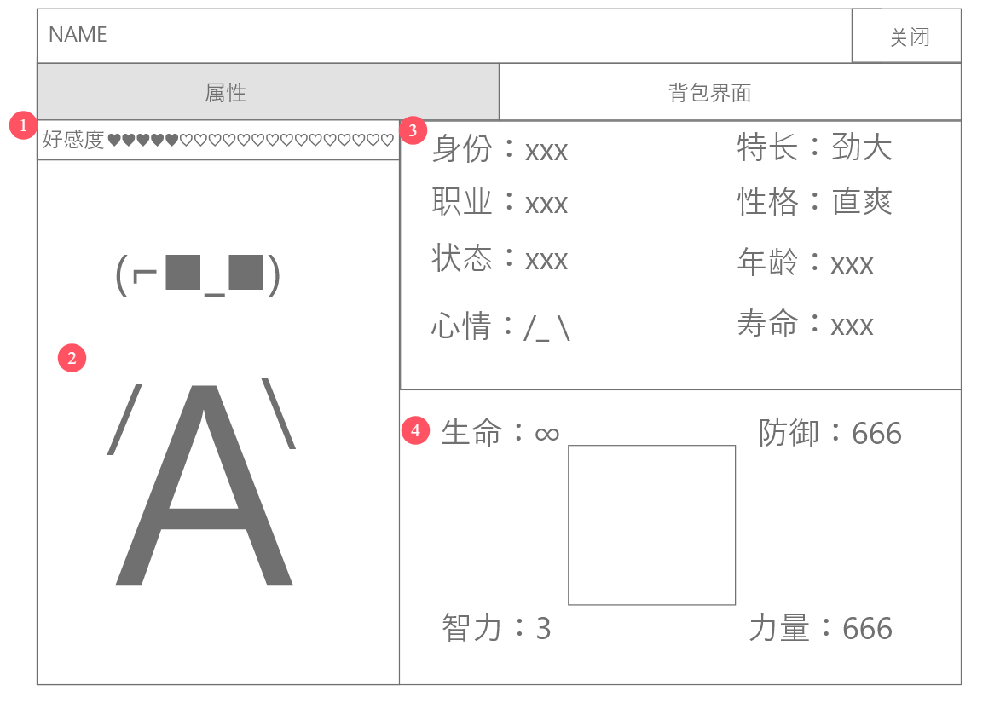 NAME
关闭
属性
背包界面
1
好感度♥♥♥♥♥♡♡♡♡♡♡♡♡♡♡♡♡♡♡♡
3
身份：xxx
特长：劲大
职业：xxx
性格：直爽
状态：xxx
年龄：xxx
心情：/_ \
寿命：xxx
(⌐■_■)
2
/A\
4
生命：∞
防御：666
智力：3
力量：666